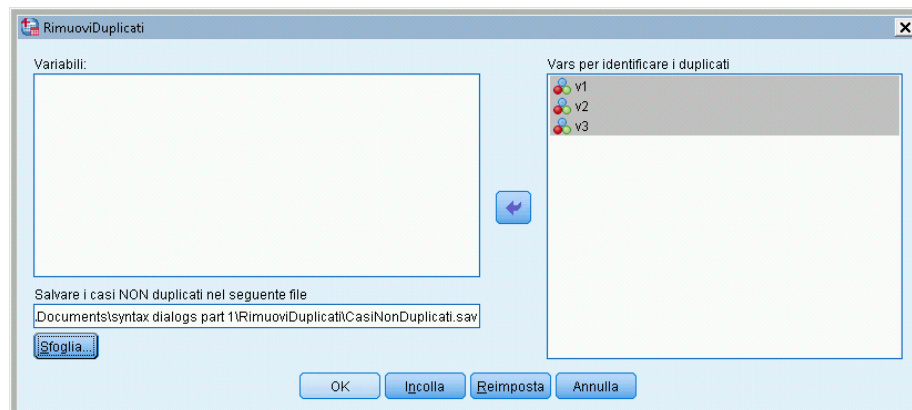 RimuoviDuplicati
Variabili:
Vars per identificare i duplicati
v1
v2
v3
Salvare i casi NON duplicati nel seguente file
.Documents\syntax dialogs part 1\RimuoviDuplicati\CasiNonDuplicati.sav
Sfoglia...
OK
Incolla
Reimposta
Annulla